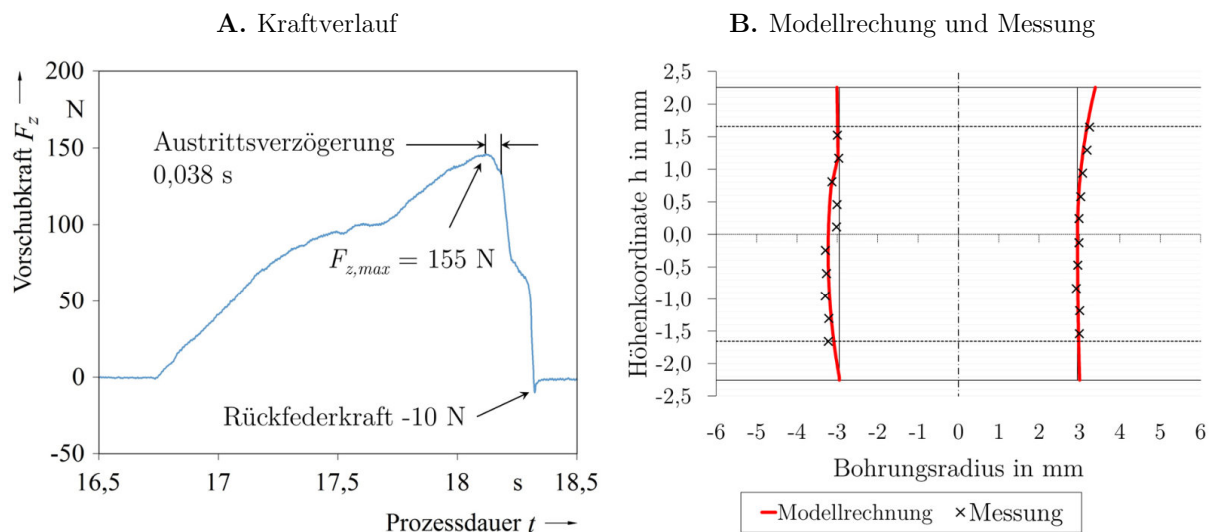 A. Kraftverlauf
Vorschubkraft F_z
200
N
150
100
50
0
-50
Austrittsverzögerung
0,038 s
F_z,max = 155 N
Rückfederkraft -10 N
16,5
17
17,5
18
s
18,5
Prozessdauer t
B. Modellrechung und Messung
Höhenkoordinate h in mm
2,5
2,0
1,5
1,0
0,5
0,0
-0,5
-1,0
-1,5
-2,0
-2,5
-6 -5 -4 -3 -2 -1 0 1 2 3 4 5 6
Bohrungsradius in mm
Modellrechnung × Messung